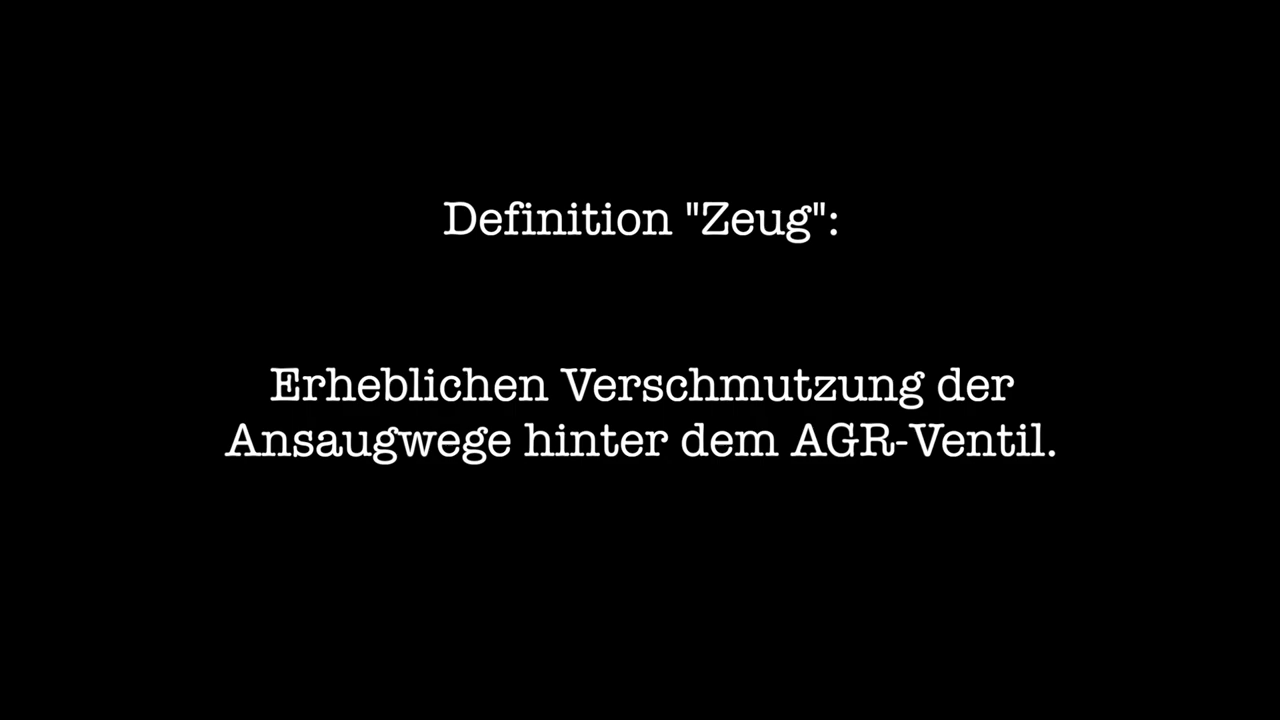 Definition "Zeug":
Erheblichen Verschmutzung der
Ansaugwege hinter dem AGR-Ventil.